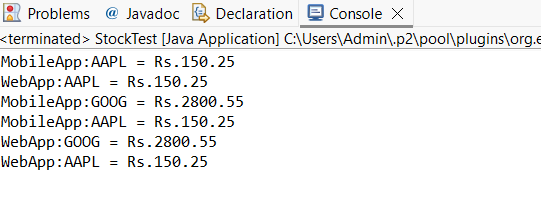 Problems @ Javadoc Declaration Console
<terminated> StockTest [Java Application] C:\Users\Admin\.p2\pool\plugins\org.e
MobileApp:AAPL = Rs.150.25
WebApp:AAPL = Rs.150.25
MobileApp:GOOG = Rs.2800.55
MobileApp:AAPL = Rs.150.25
WebApp:GOOG = Rs.2800.55
WebApp:AAPL = Rs.150.25